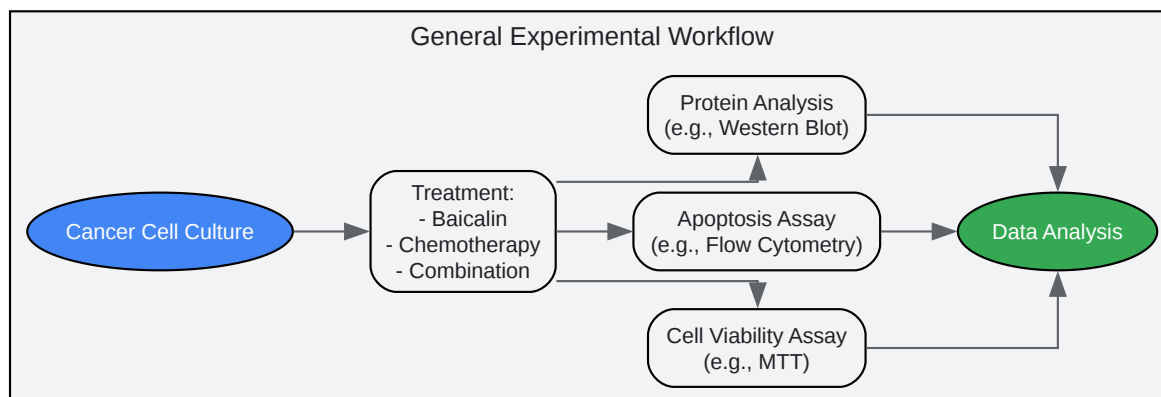 General Experimental Workflow
Cancer Cell Culture
Treatment:
- Baicalin
- Chemotherapy
- Combination
Protein Analysis
(e.g., Western Blot)
Apoptosis Assay
(e.g., Flow Cytometry)
Cell Viability Assay
(e.g., MTT)
Data Analysis